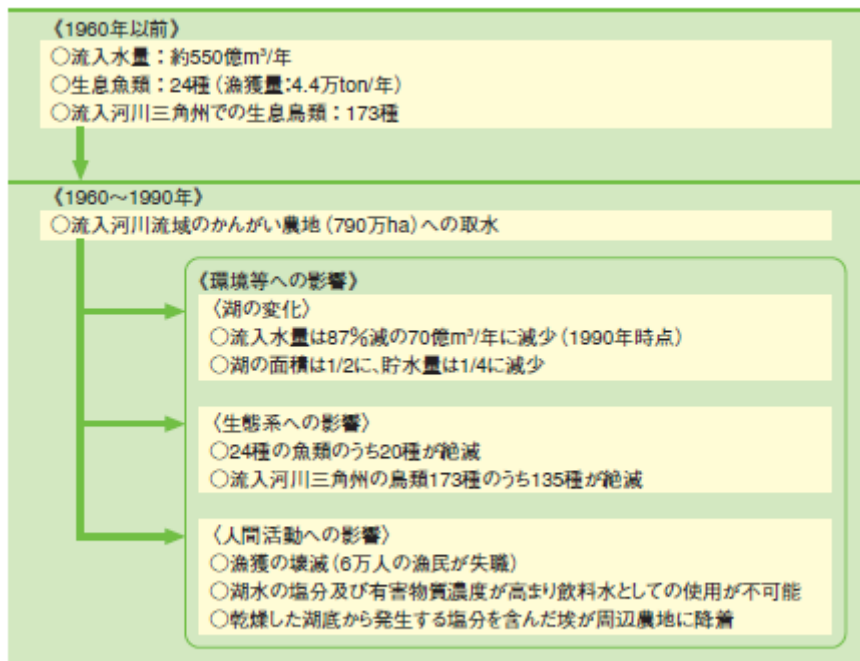 《1960年以前》
○流入水量：約550億m³/年
○生息魚類：24種（漁獲量:4.4万ton/年）
○流入河川三角州での生息鳥類：173種
《1960〜1990年》
○流入河川流域のかんがい農地（790万ha）への取水
《環境等への影響》
〈湖の変化〉
○流入水量は87%減の70億m³/年に減少（1990年時点）
○湖の面積は1/2に、貯水量は1/4に減少
〈生態系への影響〉
○24種の魚類のうち20種が絶滅
○流入河川三角州の鳥類173種のうち135種が絶滅
〈人間活動への影響〉
○漁獲の壊滅（6万人の漁民が失職）
○湖水の塩分及び有害物質濃度が高まり飲料水としての使用が不可能
○乾燥した湖底から発生する塩分を含んだ埃が周辺農地に降着